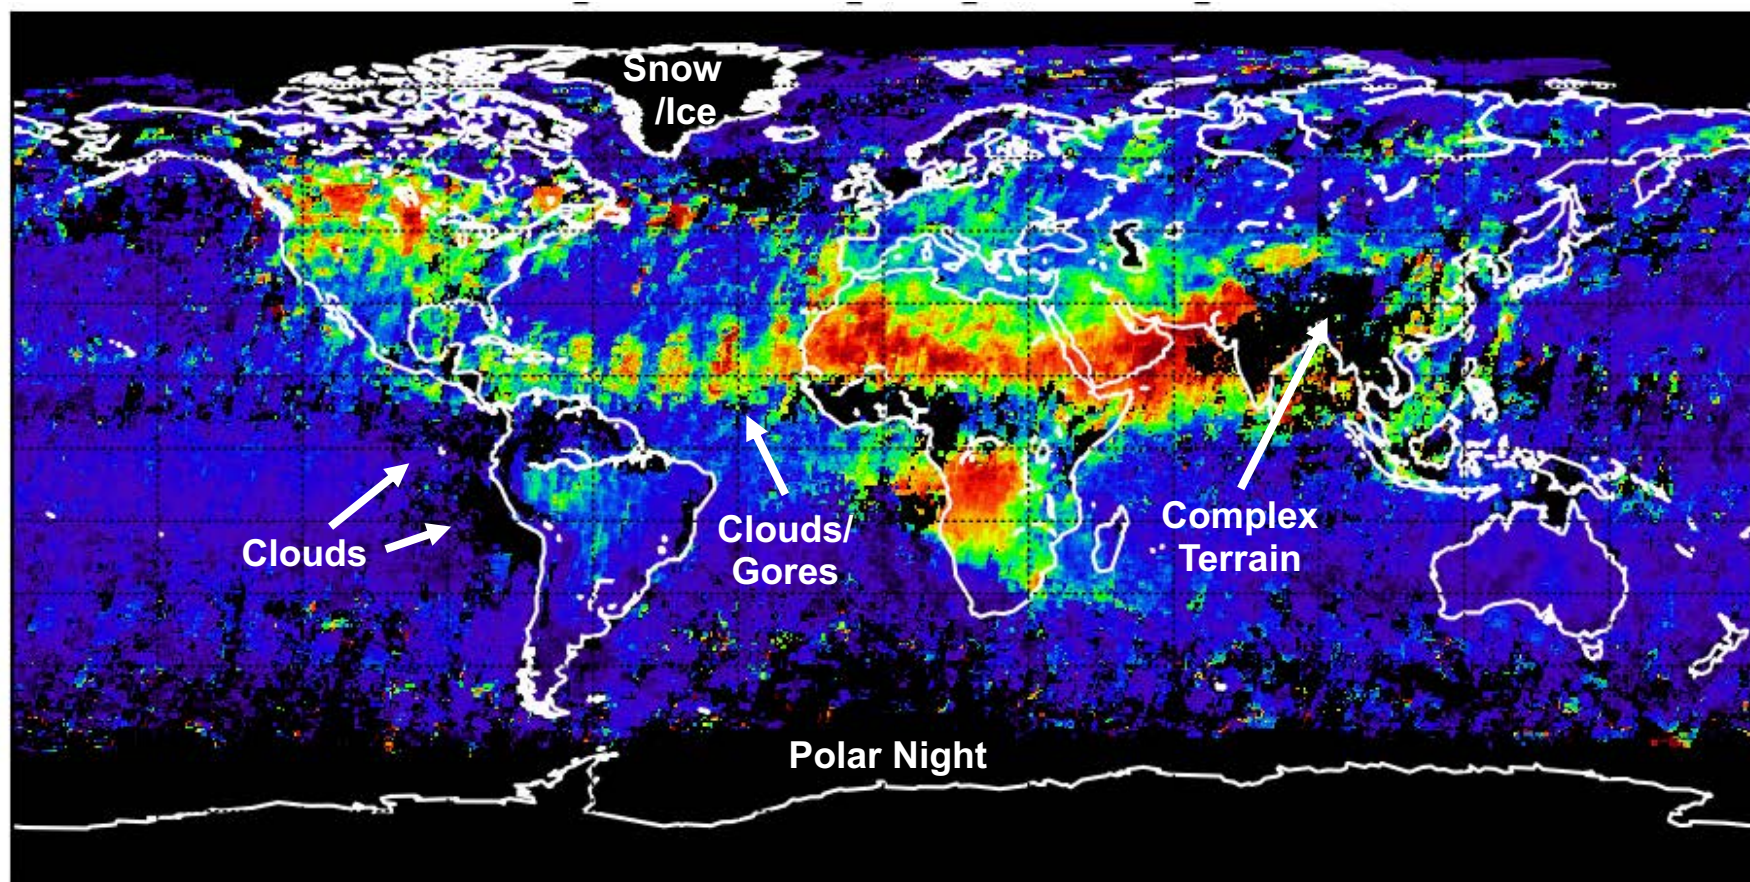 Snow
/Ice
Clouds
Clouds/
Gores
Complex
Terrain
Polar Night